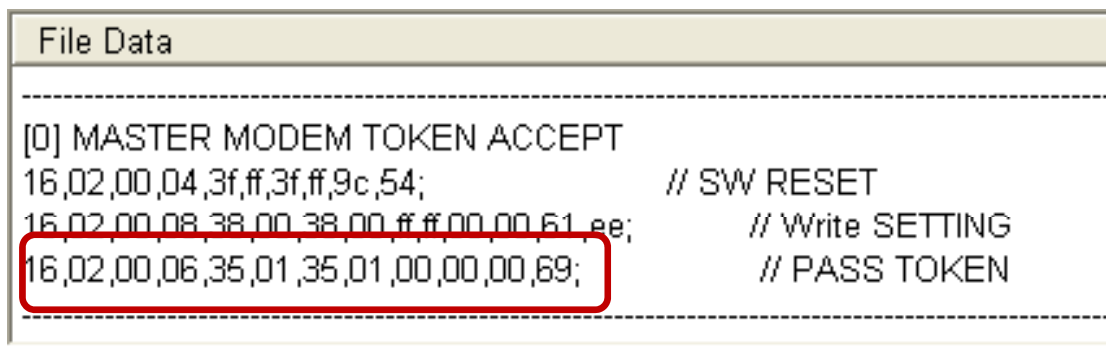 File Data
[0] MASTER MODEM TOKEN ACCEPT
16,02,00,04,3f,ff,3f,ff,9c,54; // SW RESET
16,02,00,08,38,00,38,00,ff,ff,00,00,61,ee; // Write SETTING
16,02,00,06,35,01,35,01,00,00,00,69; // PASS TOKEN